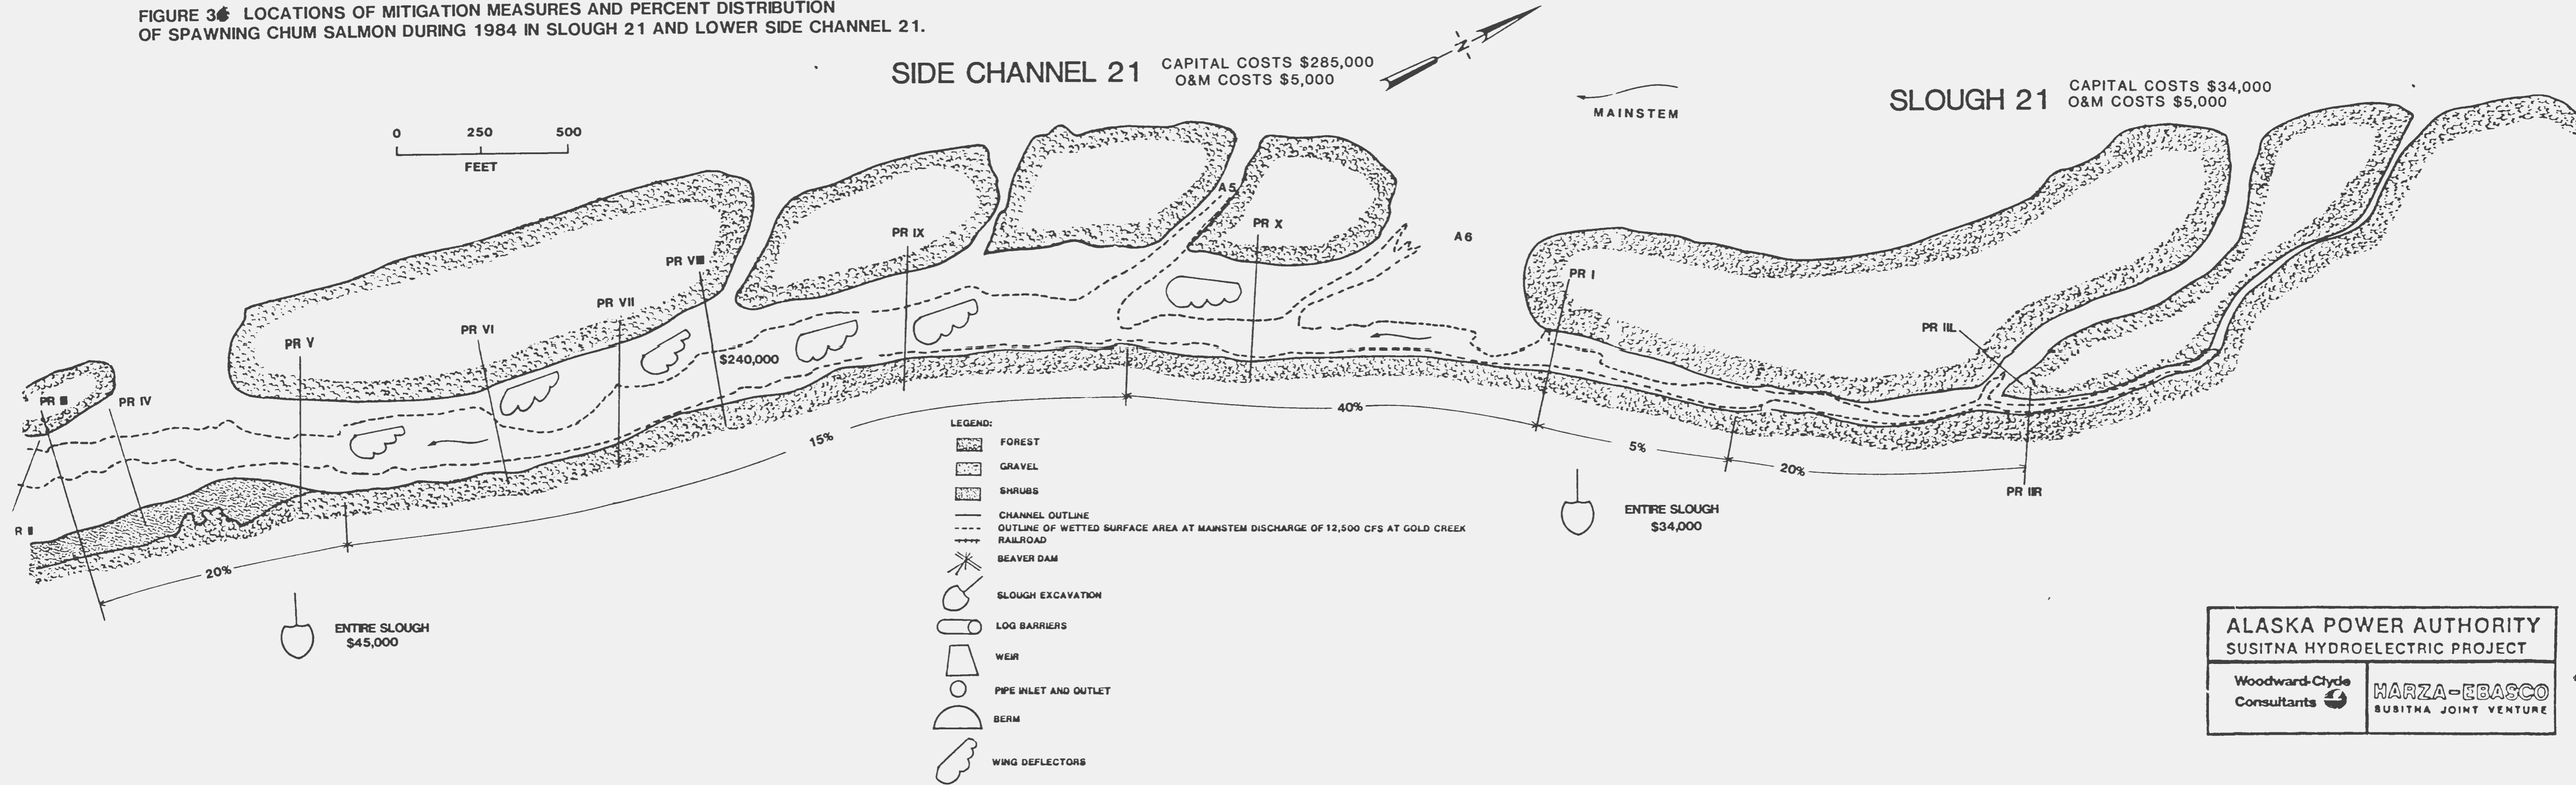 FIGURE 36 LOCATIONS OF MITIGATION MEASURES AND PERCENT DISTRIBUTION
OF SPAWNING CHUM SALMON DURING 1984 IN SLOUGH 21 AND LOWER SIDE CHANNEL 21.
SIDE CHANNEL 21
CAPITAL COSTS $285,000
O&M COSTS $5,000
N
MAINSTEM
SLOUGH 21
CAPITAL COSTS $34,000
O&M COSTS $5,000
0 250 500
FEET
A5
PR X
A6
PR IX
PR VIII
PR VII
PR VI
PR V
PR IV
PR I
PR IIL
PR IIR
$240,000
20%
15%
40%
5%
20%
ENTIRE SLOUGH
$45,000
ENTIRE SLOUGH
$34,000
LEGEND:
FOREST
GRAVEL
SHRUBS
CHANNEL OUTLINE
OUTLINE OF WETTED SURFACE AREA AT MAINSTEM DISCHARGE OF 12,500 CFS AT GOLD CREEK
RAILROAD
BEAVER DAM
SLOUGH EXCAVATION
LOG BARRIERS
WEIR
PIPE INLET AND OUTLET
BERM
WING DEFLECTORS
ALASKA POWER AUTHORITY
SUSITNA HYDROELECTRIC PROJECT
Woodward-Clyde
Consultants
HARZA-EBASCO
SUSITNA JOINT VENTURE